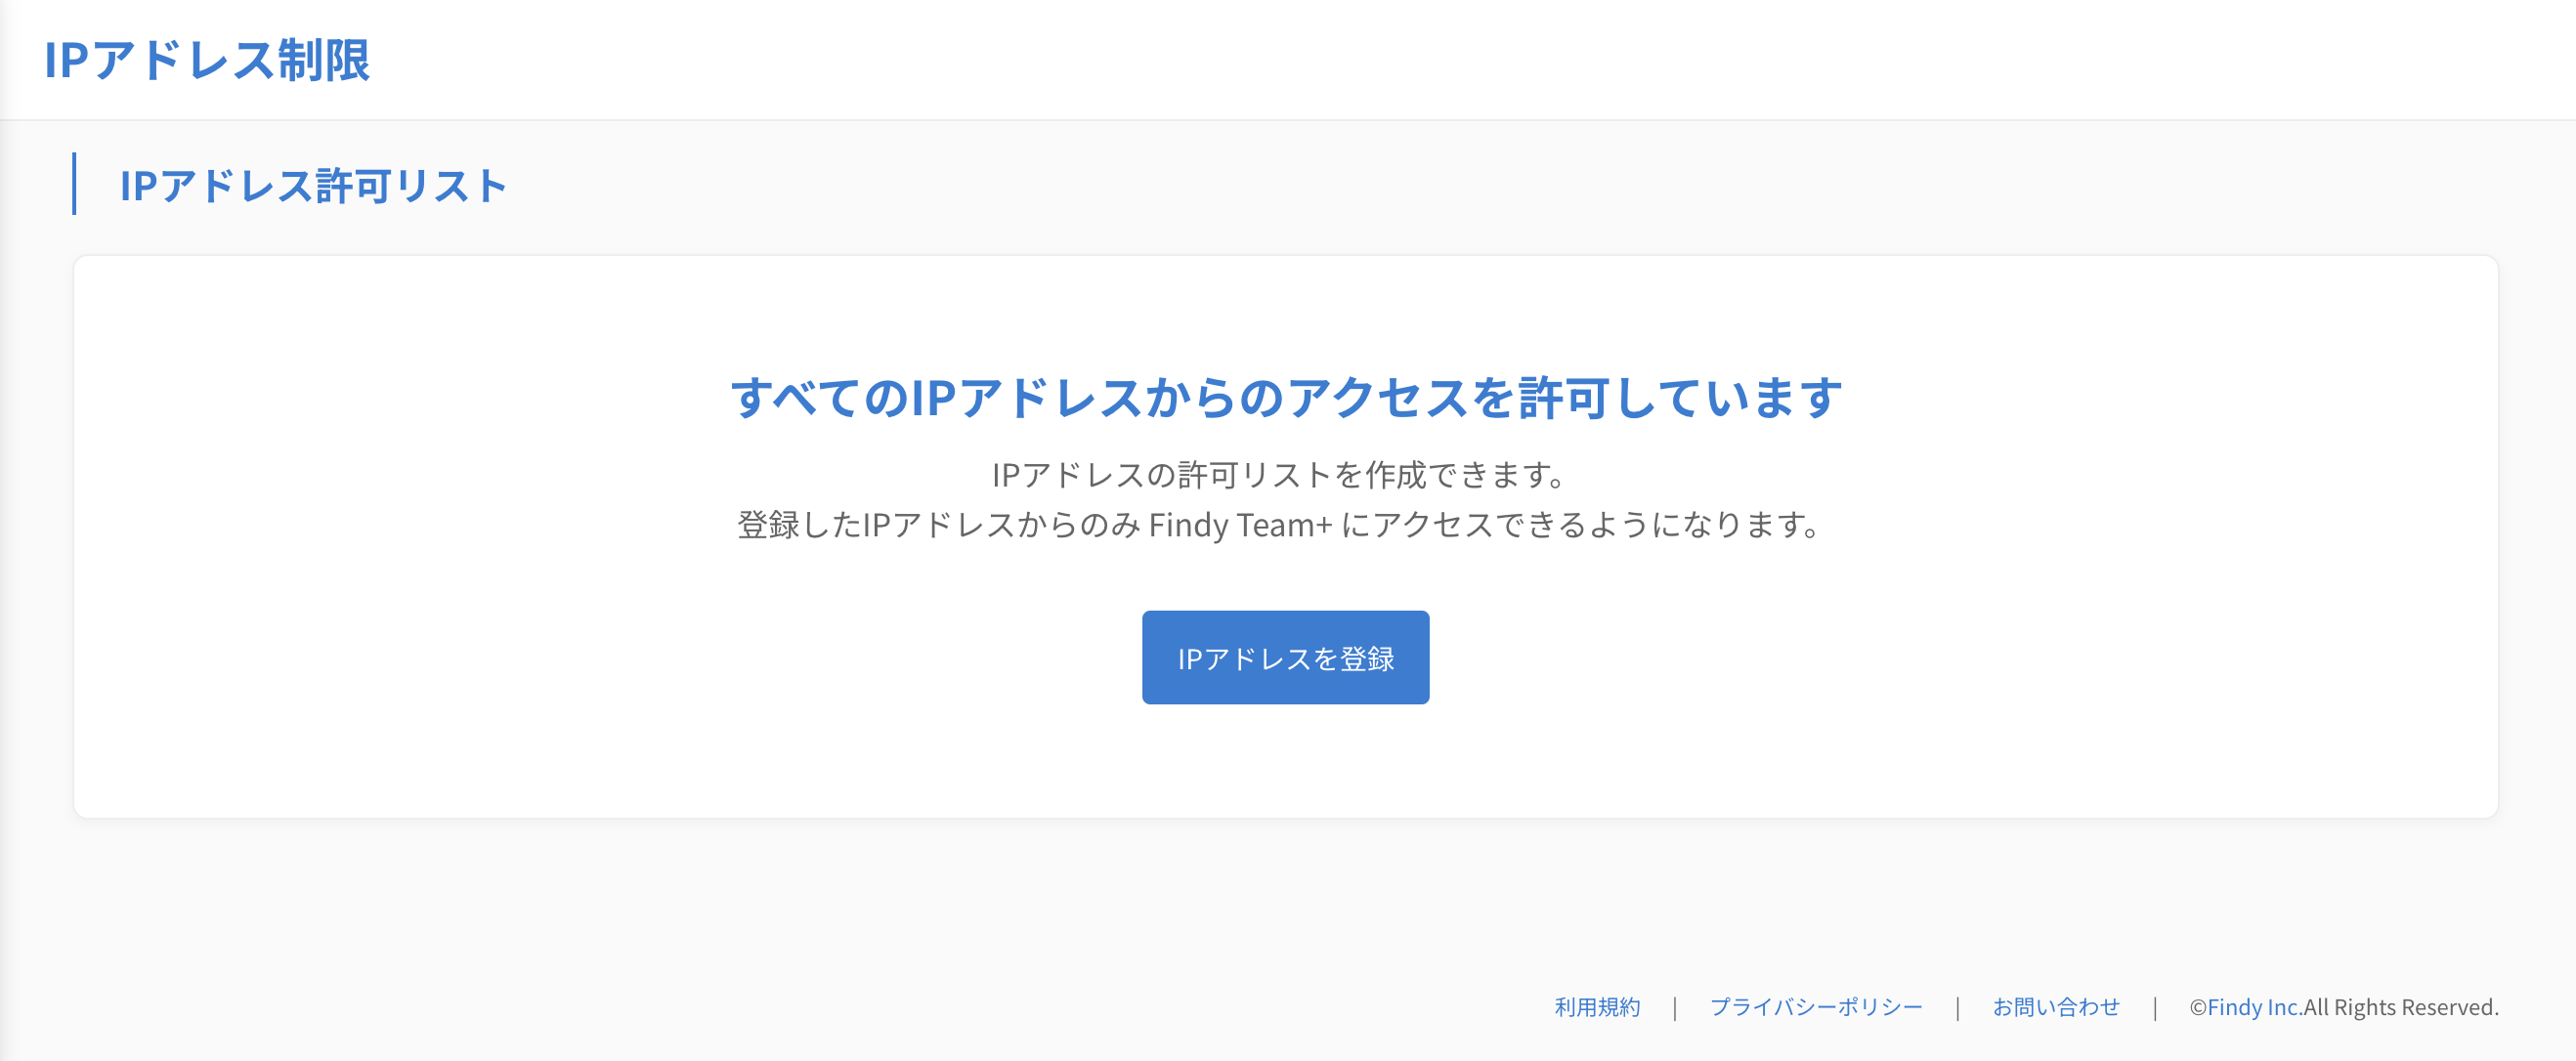 IPアドレス制限
IPアドレス許可リスト
すべてのIPアドレスからのアクセスを許可しています
IPアドレスの許可リストを作成できます。
登録したIPアドレスからのみ Findy Team+ にアクセスできるようになります。
IPアドレスを登録
利用規約 | プライバシーポリシー | お問い合わせ | ©Findy Inc.All Rights Reserved.